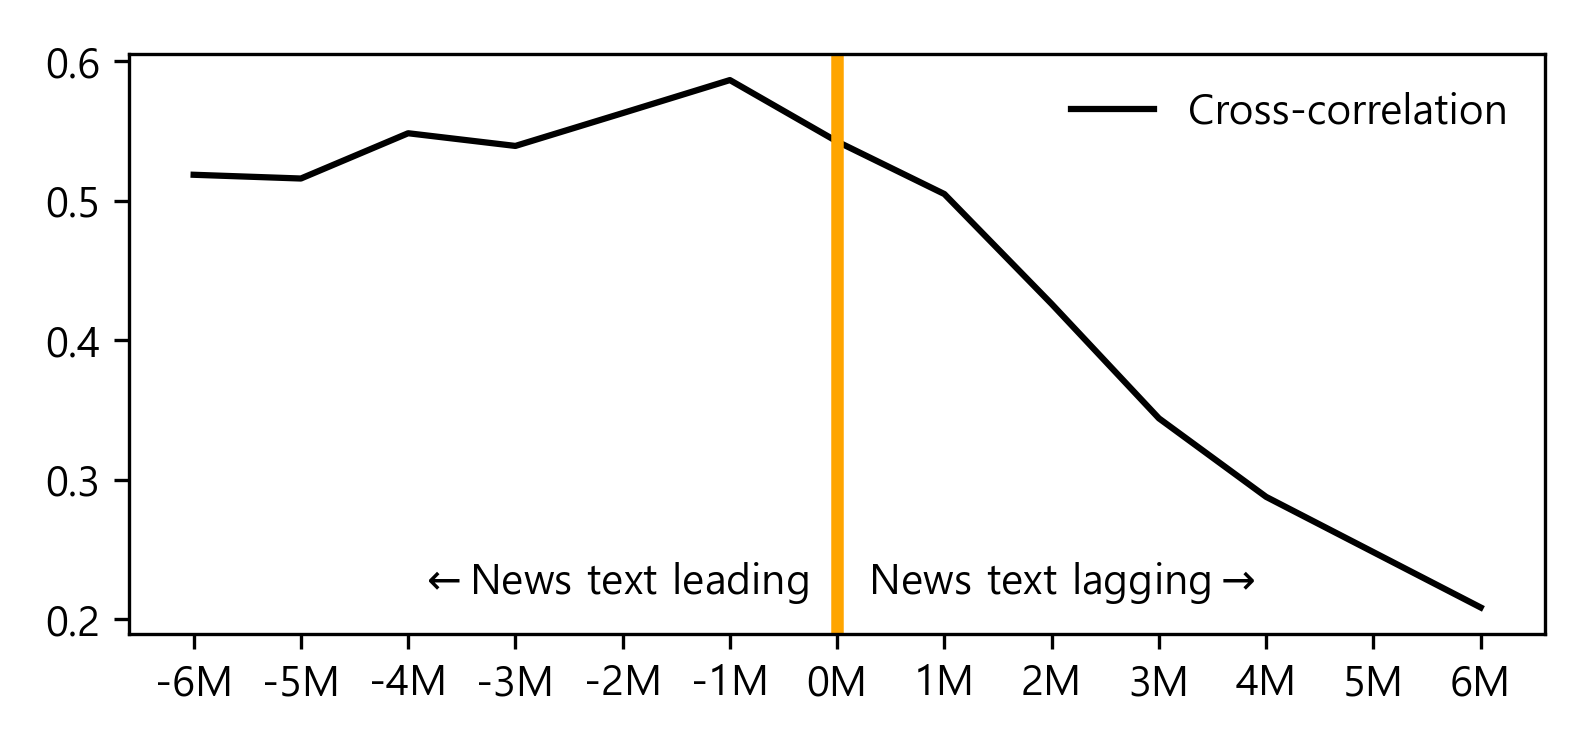 0.6
0.5
0.4
0.3
0.2
Cross-correlation
← News text leading
News text lagging →
-6M -5M -4M -3M -2M -1M 0M 1M 2M 3M 4M 5M 6M